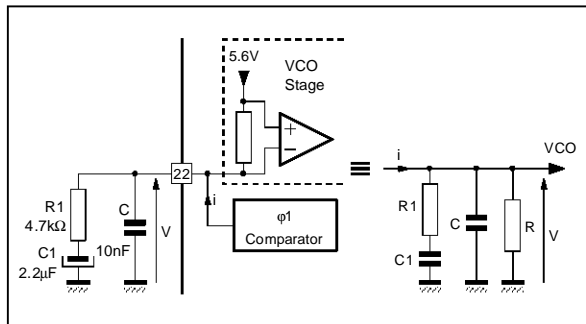 5.6V
VCO
Stage
+
−
22
i
φ1
Comparator
R1
4.7kΩ
C1
2.2µF
C
10nF
V
≡
i
VCO
R1
C1
C
R
V